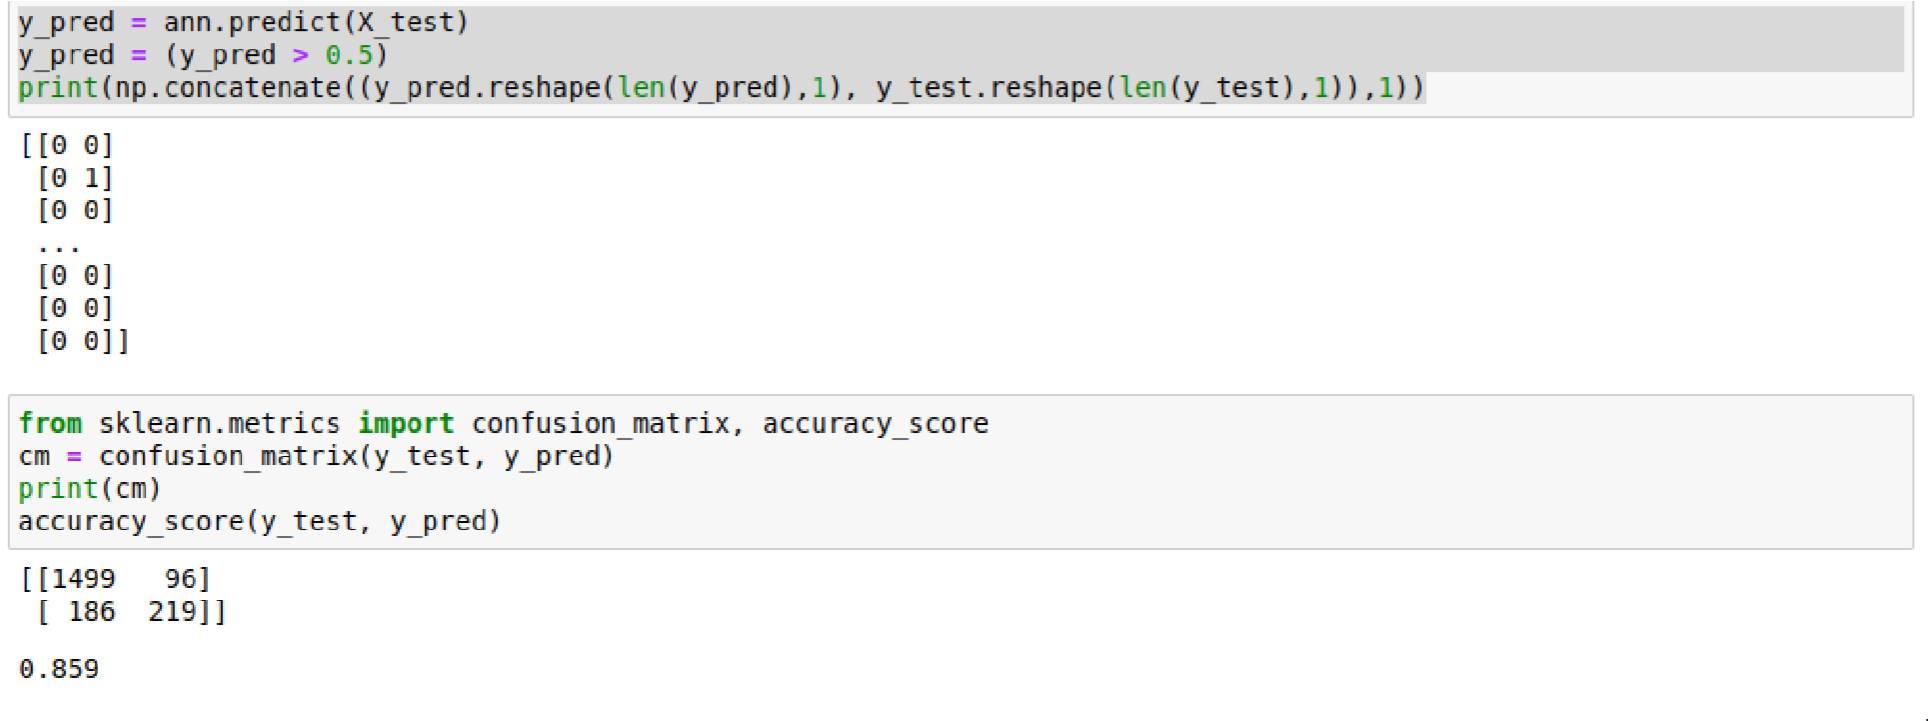 y_pred = ann.predict(X_test)
y_pred = (y_pred > 0.5)
print(np.concatenate((y_pred.reshape(len(y_pred),1), y_test.reshape(len(y_test),1)),1))
[[0 0]
 [0 1]
 [0 0]
 ...
 [0 0]
 [0 0]
 [0 0]]
from sklearn.metrics import confusion_matrix, accuracy_score
cm = confusion_matrix(y_test, y_pred)
print(cm)
accuracy_score(y_test, y_pred)
[[1499   96]
 [ 186  219]]
0.859